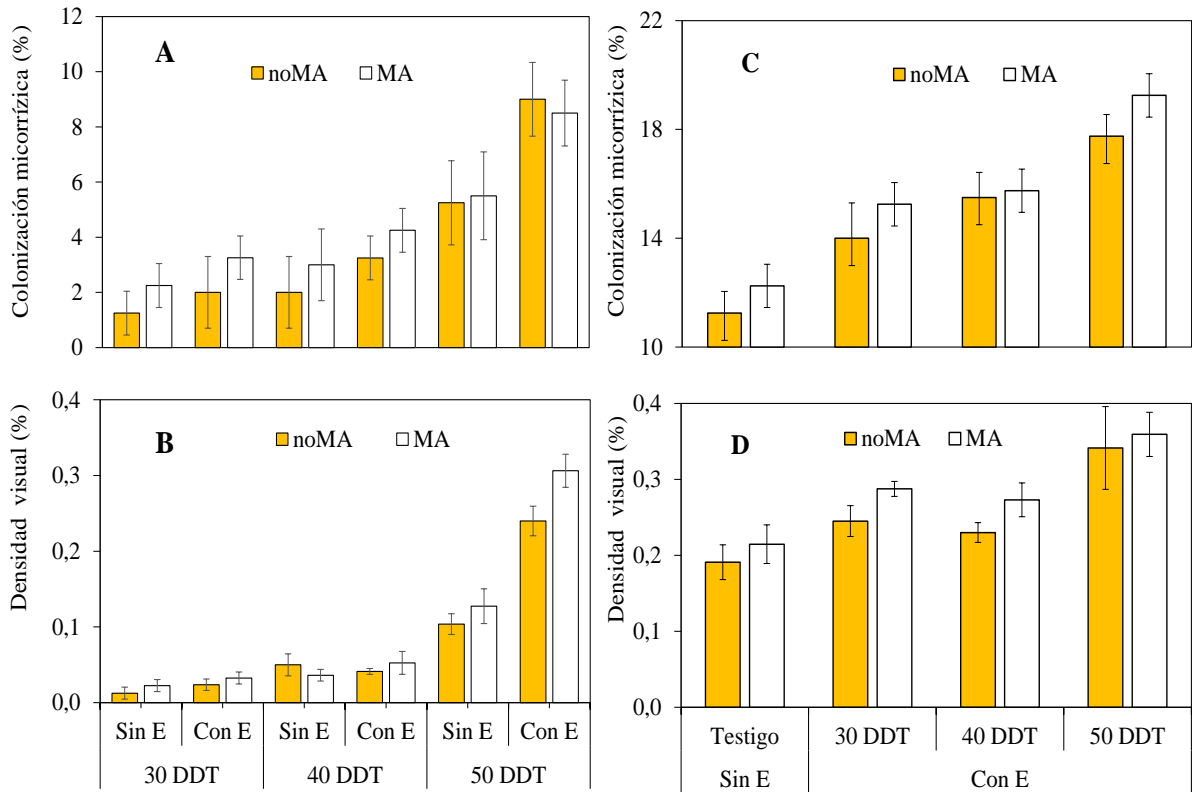 Colonización micorrízica (%)
12
10
8
6
4
2
0
A
noMA
MA
Colonización micorrízica (%)
22
18
14
10
C
noMA
MA
Densidad visual (%)
0,4
0,3
0,2
0,1
0,0
B
noMA
MA
Sin E
Con E
Sin E
Con E
Sin E
Con E
30 DDT
40 DDT
50 DDT
Densidad visual (%)
0,4
0,3
0,2
0,1
0,0
D
noMA
MA
Testigo
30 DDT
40 DDT
50 DDT
Sin E
Con E